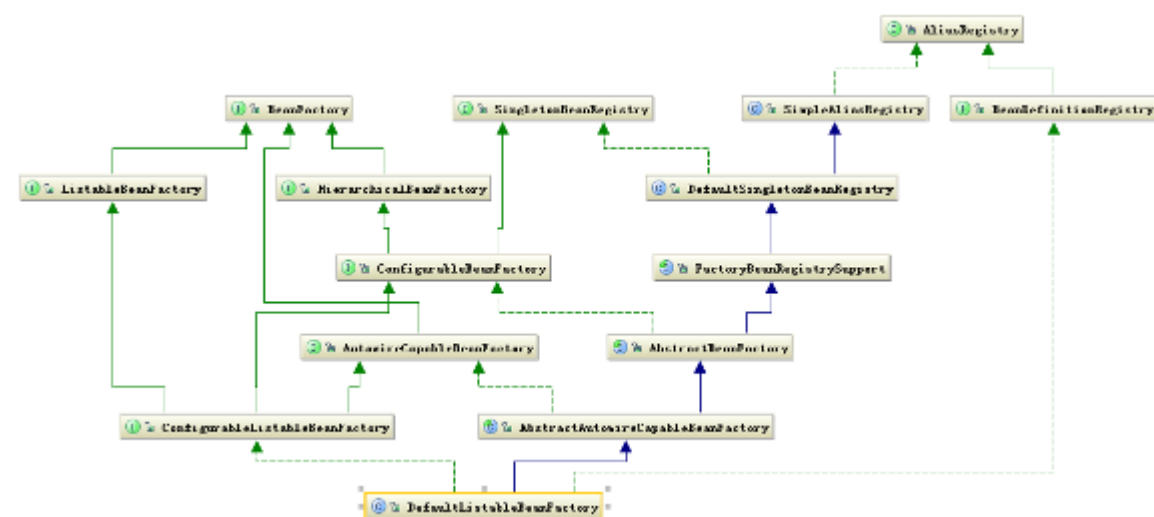 AliasRegistry
BeanFactory
SingletonBeanRegistry
SimpleAliasRegistry
BeanDefinitionRegistry
ListableBeanFactory
HierarchicalBeanFactory
DefaultSingletonBeanRegistry
ConfigurableBeanFactory
FactoryBeanRegistrySupport
AutowireCapableBeanFactory
AbstractBeanFactory
ConfigurableListableBeanFactory
AbstractAutowireCapableBeanFactory
DefaultListableBeanFactory